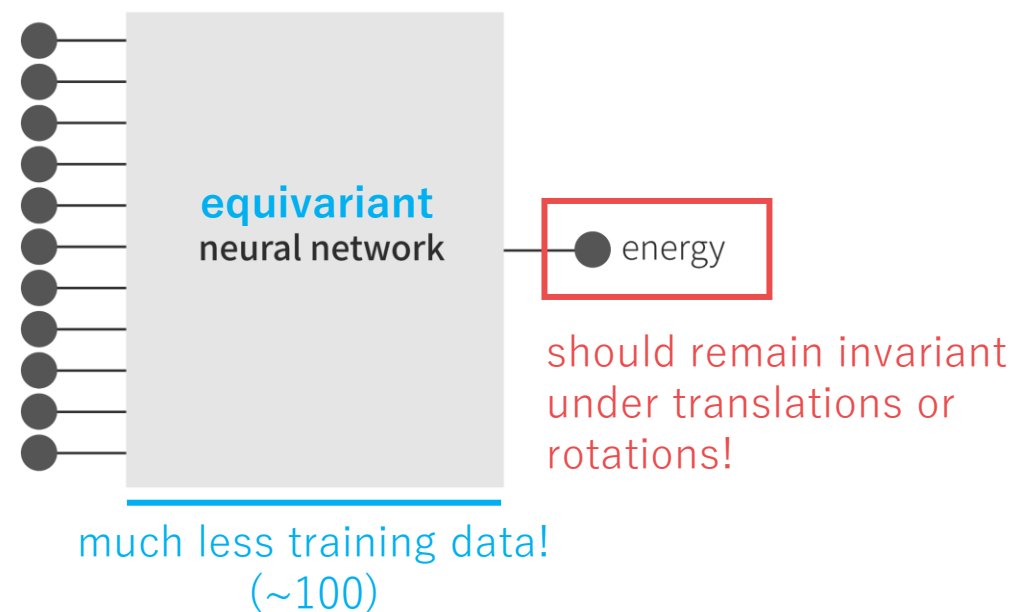 equivariant
neural network
energy
should remain invariant
under translations or
rotations!
much less training data!
(~100)